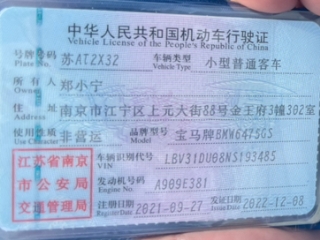 中华人民共和国机动车行驶证
Vehicle License of the People's Republic of China
号牌号码 苏AT2X32 车辆类型 小型普通客车
Plate No. Vehicle Type
所有人 郑小宁
Owner
住址 南京市江宁区上元大街88号金王府3幢302室
Address
使用性质 非营运 品牌型号 宝马牌BMW6475GS
Use Character Model
江苏省南京
市公安局
交通管理局
车辆识别代号 LBV31DU08NS193485
VIN
发动机号码 A909E381
Engine No.
注册日期 2021-09-27 发证日期 2022-12-08
Register Date Issue Date